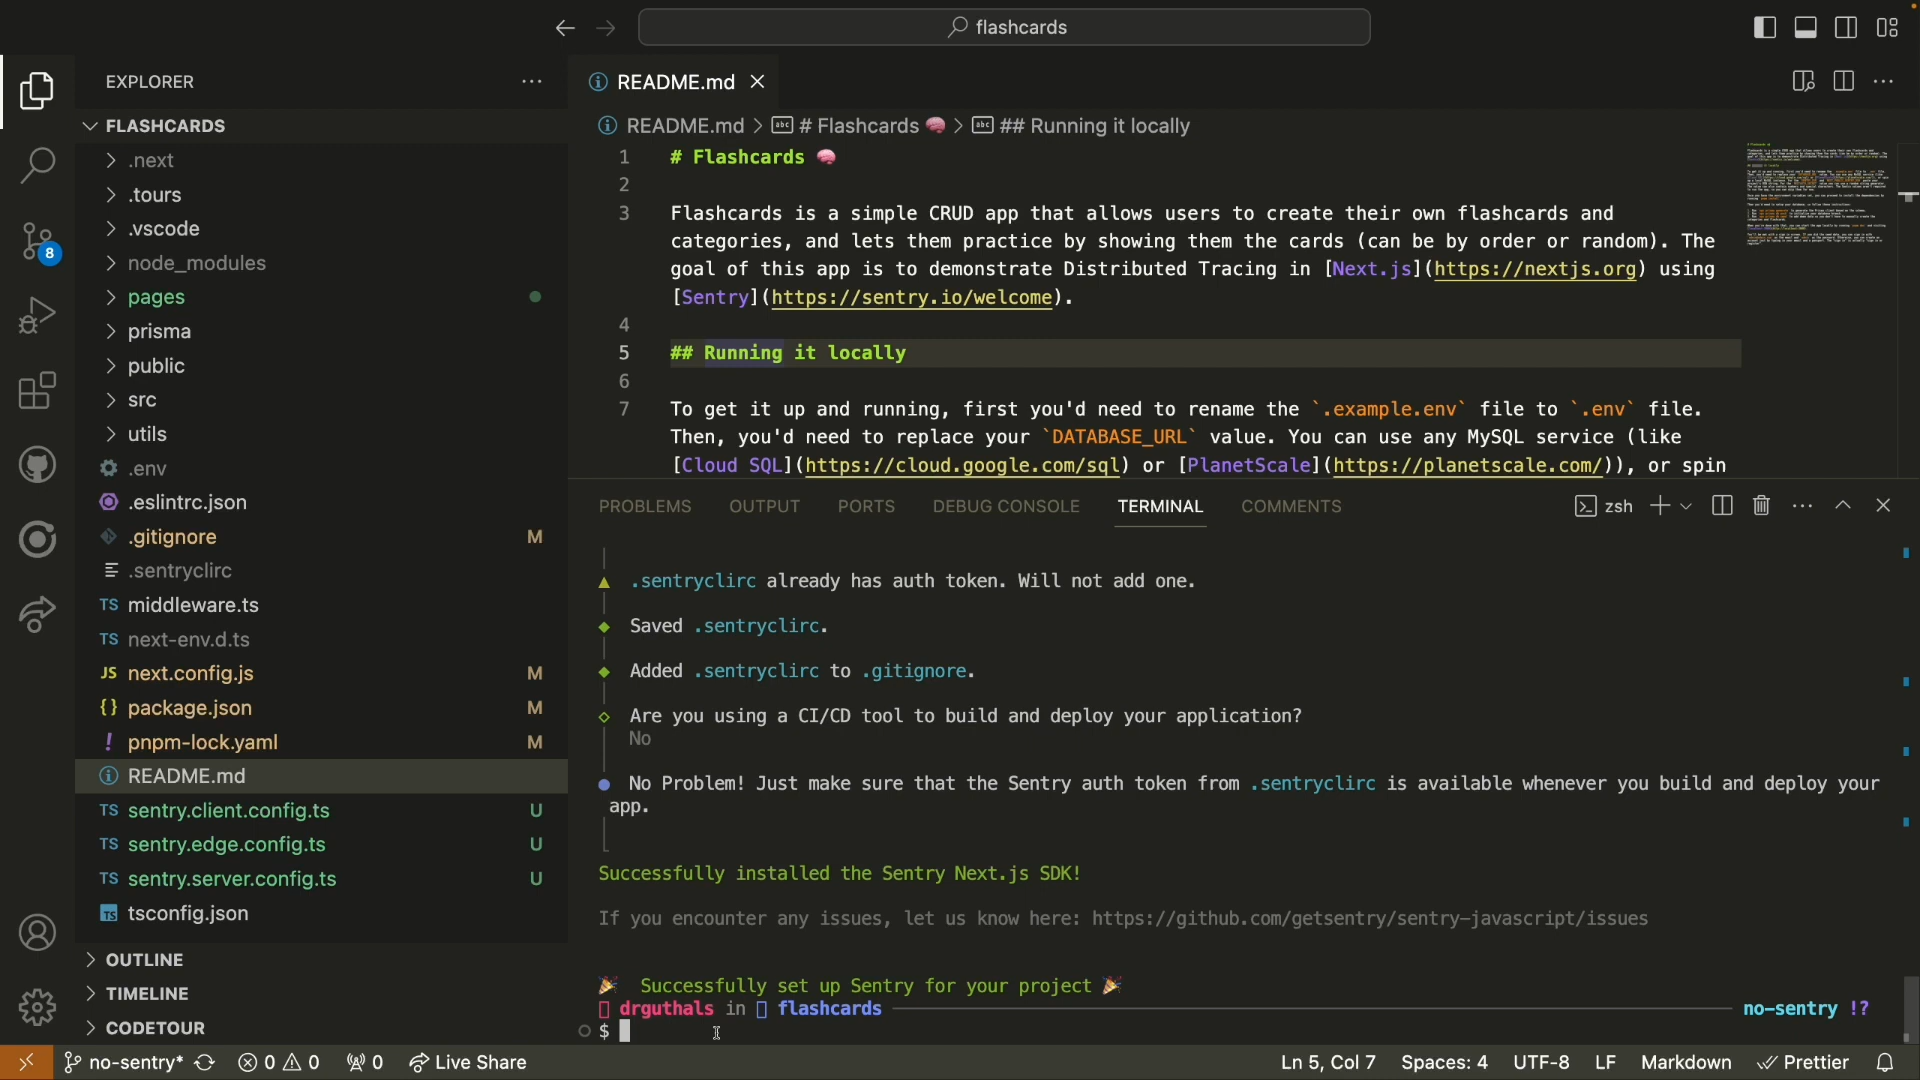 flashcards
EXPLORER
FLASHCARDS
.next
.tours
.vscode
node_modules
pages
prisma
public
src
utils
.env
.eslintrc.json
.gitignore M
.sentryclirc
TS middleware.ts
TS next-env.d.ts
JS next.config.js M
{} package.json M
! pnpm-lock.yaml M
README.md
TS sentry.client.config.ts U
TS sentry.edge.config.ts U
TS sentry.server.config.ts U
TS tsconfig.json
OUTLINE
TIMELINE
CODETOUR
8
README.md
README.md > abc # Flashcards 🧠 > abc ## Running it locally
1 # Flashcards 🧠
2
3 Flashcards is a simple CRUD app that allows users to create their own flashcards and
categories, and lets them practice by showing them the cards (can be by order or random). The
goal of this app is to demonstrate Distributed Tracing in [Next.js](https://nextjs.org) using
[Sentry](https://sentry.io/welcome).
4
5 ## Running it locally
6
7 To get it up and running, first you'd need to rename the `.example.env` file to `.env` file.
Then, you'd need to replace your `DATABASE_URL` value. You can use any MySQL service (like
[Cloud SQL](https://cloud.google.com/sql) or [PlanetScale](https://planetscale.com/)), or spin
PROBLEMS OUTPUT PORTS DEBUG CONSOLE TERMINAL COMMENTS zsh
.sentryclirc already has auth token. Will not add one.
Saved .sentryclirc.
Added .sentryclirc to .gitignore.
Are you using a CI/CD tool to build and deploy your application?
No
No Problem! Just make sure that the Sentry auth token from .sentryclirc is available whenever you build and deploy your
app.
Successfully installed the Sentry Next.js SDK!
If you encounter any issues, let us know here: https://github.com/getsentry/sentry-javascript/issues
🎉 Successfully set up Sentry for your project 🎉
drguthals in flashcards no-sentry !?
$
no-sentry* 0 0 0 Live Share Ln 5, Col 7 Spaces: 4 UTF-8 LF Markdown Prettier